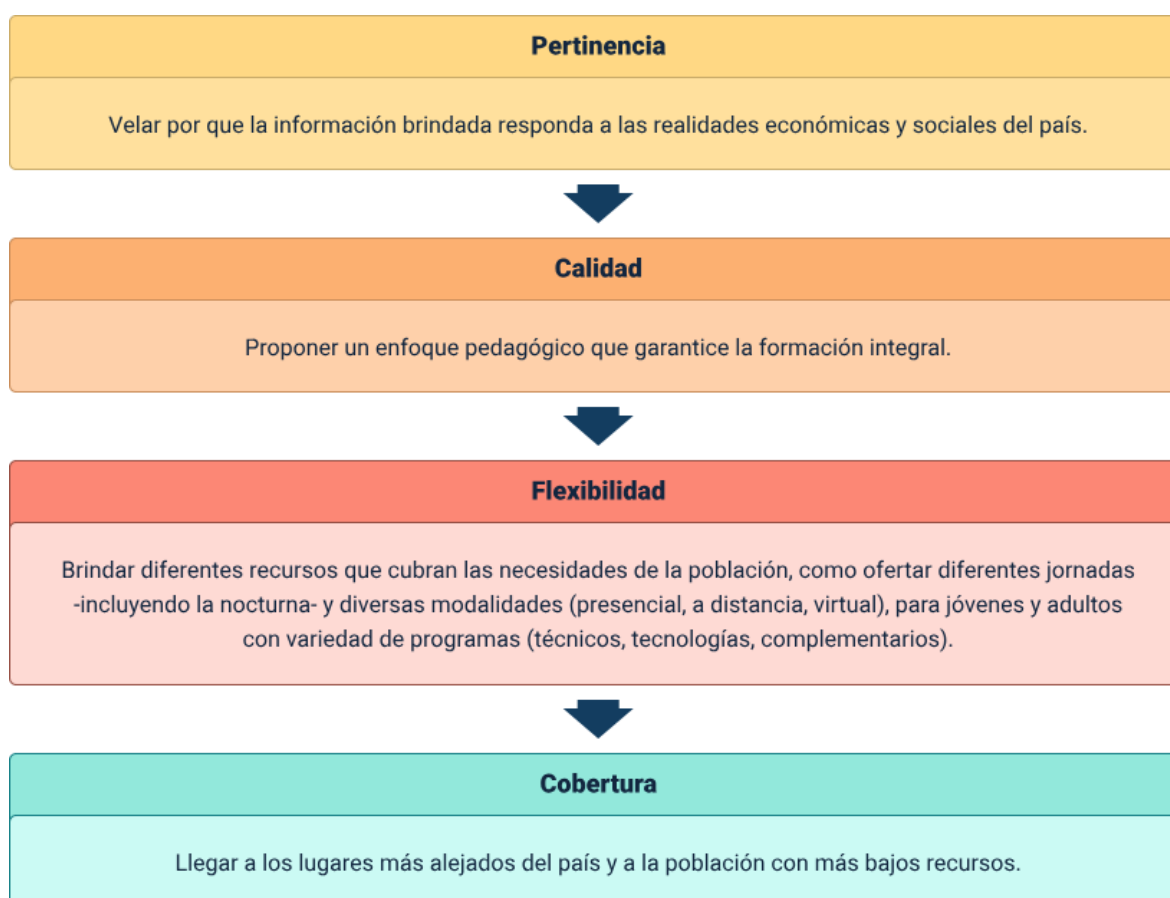 Pertinencia
Velar por que la información brindada responda a las realidades económicas y sociales del país.
Calidad
Proponer un enfoque pedagógico que garantice la formación integral.
Flexibilidad
Brindar diferentes recursos que cubran las necesidades de la población, como ofertar diferentes jornadas
-incluyendo la nocturna- y diversas modalidades (presencial, a distancia, virtual), para jóvenes y adultos
con variedad de programas (técnicos, tecnologías, complementarios).
Cobertura
Llegar a los lugares más alejados del país y a la población con más bajos recursos.